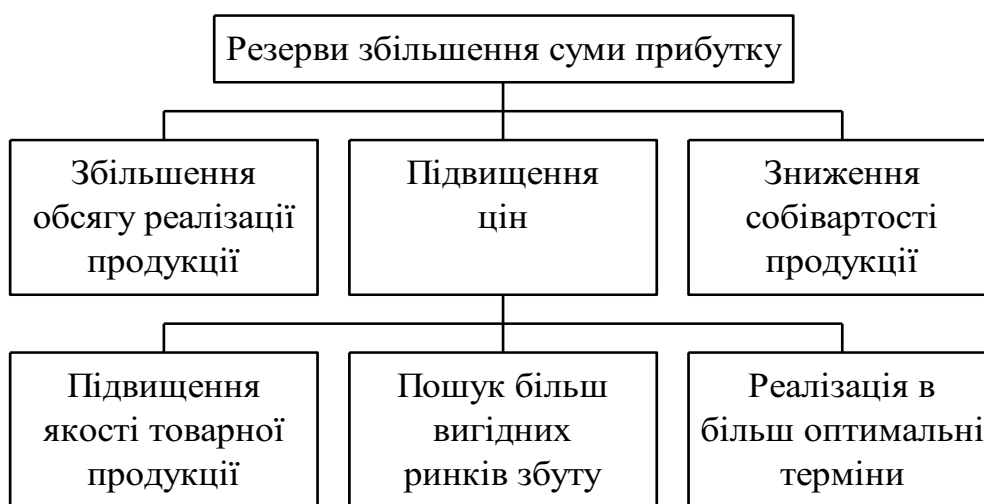 Резерви збільшення суми прибутку
Збільшення
обсягу реалізації
продукції
Підвищення
цін
Зниження
собівартості
продукції
Підвищення
якості товарної
продукції
Пошук більш
вигідних
ринків збуту
Реалізація в
більш оптимальні
терміни